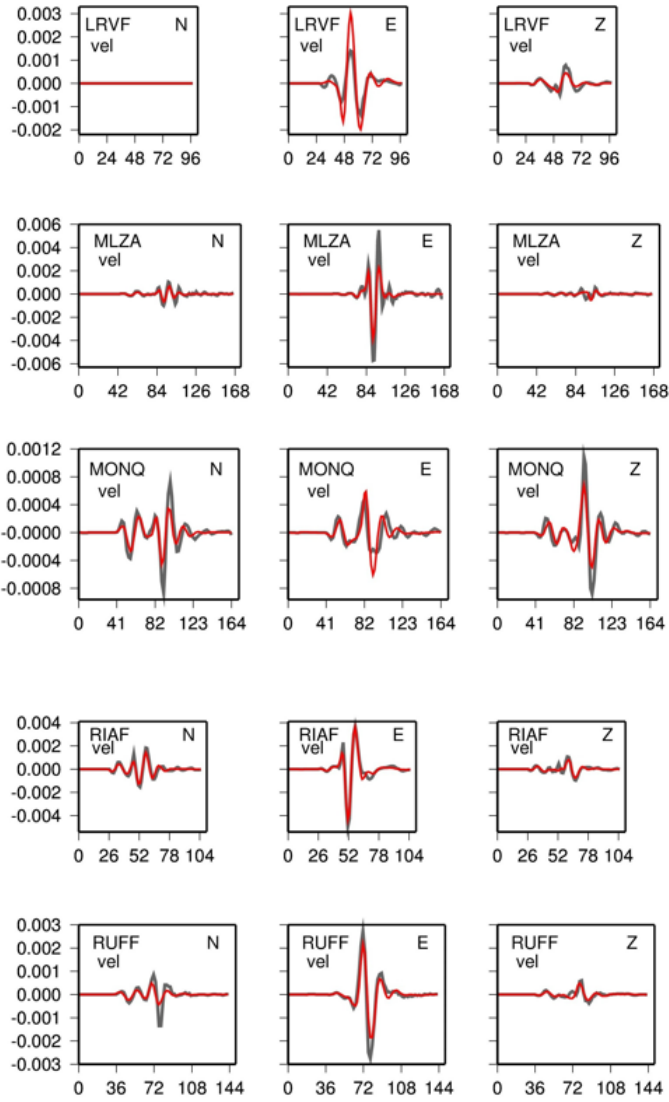 0.003
0.002
0.001
0.000
-0.001
-0.002
LRVF N
vel
0 24 48 72 96
LRVF E
vel
0 24 48 72 96
LRVF Z
vel
0 24 48 72 96
0.006
0.004
0.002
0.000
-0.002
-0.004
-0.006
MLZA N
vel
0 42 84 126 168
MLZA E
vel
0 42 84 126 168
MLZA Z
vel
0 42 84 126 168
0.0012
0.0008
0.0004
-0.0000
-0.0004
-0.0008
MONQ N
vel
0 41 82 123 164
MONQ E
vel
0 41 82 123 164
MONQ Z
vel
0 41 82 123 164
0.004
0.002
0.000
-0.002
-0.004
RIAF N
vel
0 26 52 78 104
RIAF E
vel
0 26 52 78 104
RIAF Z
vel
0 26 52 78 104
0.003
0.002
0.001
0.000
-0.001
-0.002
-0.003
RUFF N
vel
0 36 72 108 144
RUFF E
vel
0 36 72 108 144
RUFF Z
vel
0 36 72 108 144